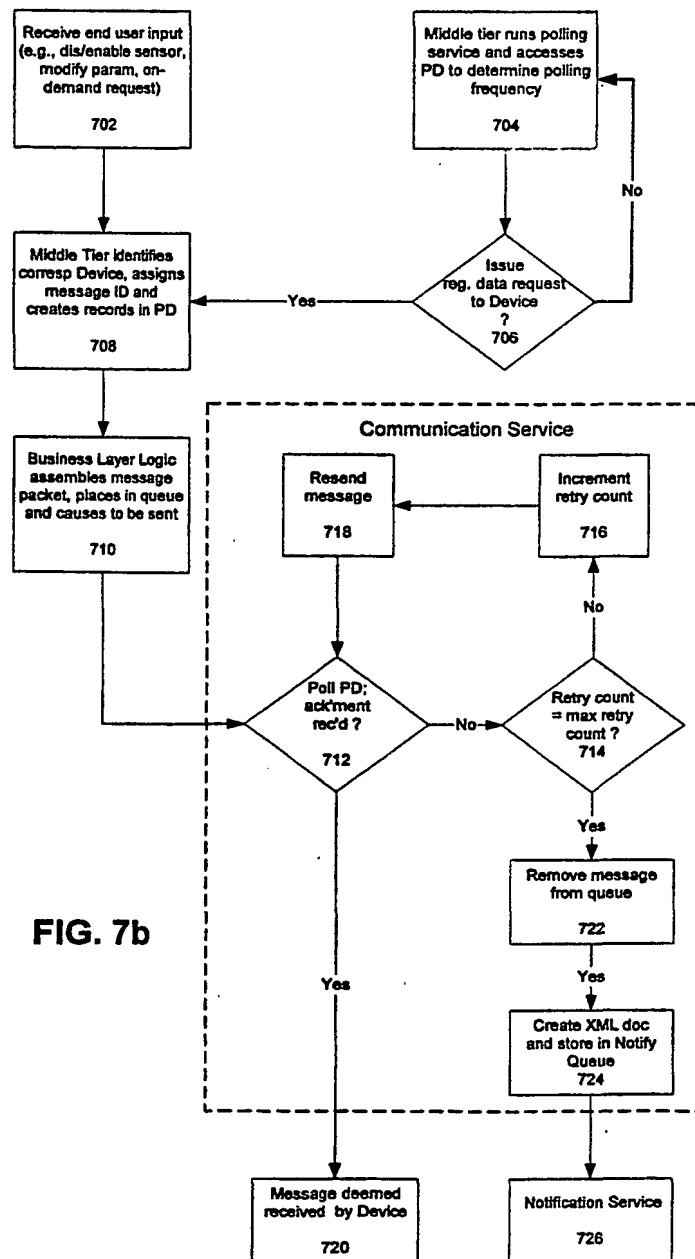 Receive end user input
(e.g., dis/enable sensor,
modify param, on-
demand request)
702
Middle tier runs polling
service and accesses
PD to determine polling
frequency
704
No
Middle Tier identifies
corresp Device, assigns
message ID and
creates records in PD
708
Yes
Issue
reg. data request
to Device
?
706
Communication Service
Business Layer Logic
assembles message
packet, places in queue
and causes to be sent
710
Resend
message
718
Increment
retry count
716
No
Poll PD;
ack'ment
rec'd ?
712
No
Retry count
= max retry
count ?
714
Yes
Remove message
from queue
722
FIG. 7b
Yes
Yes
Create XML doc
and store in Notify
Queue
724
Message deemed
received by Device
720
Notification Service
726